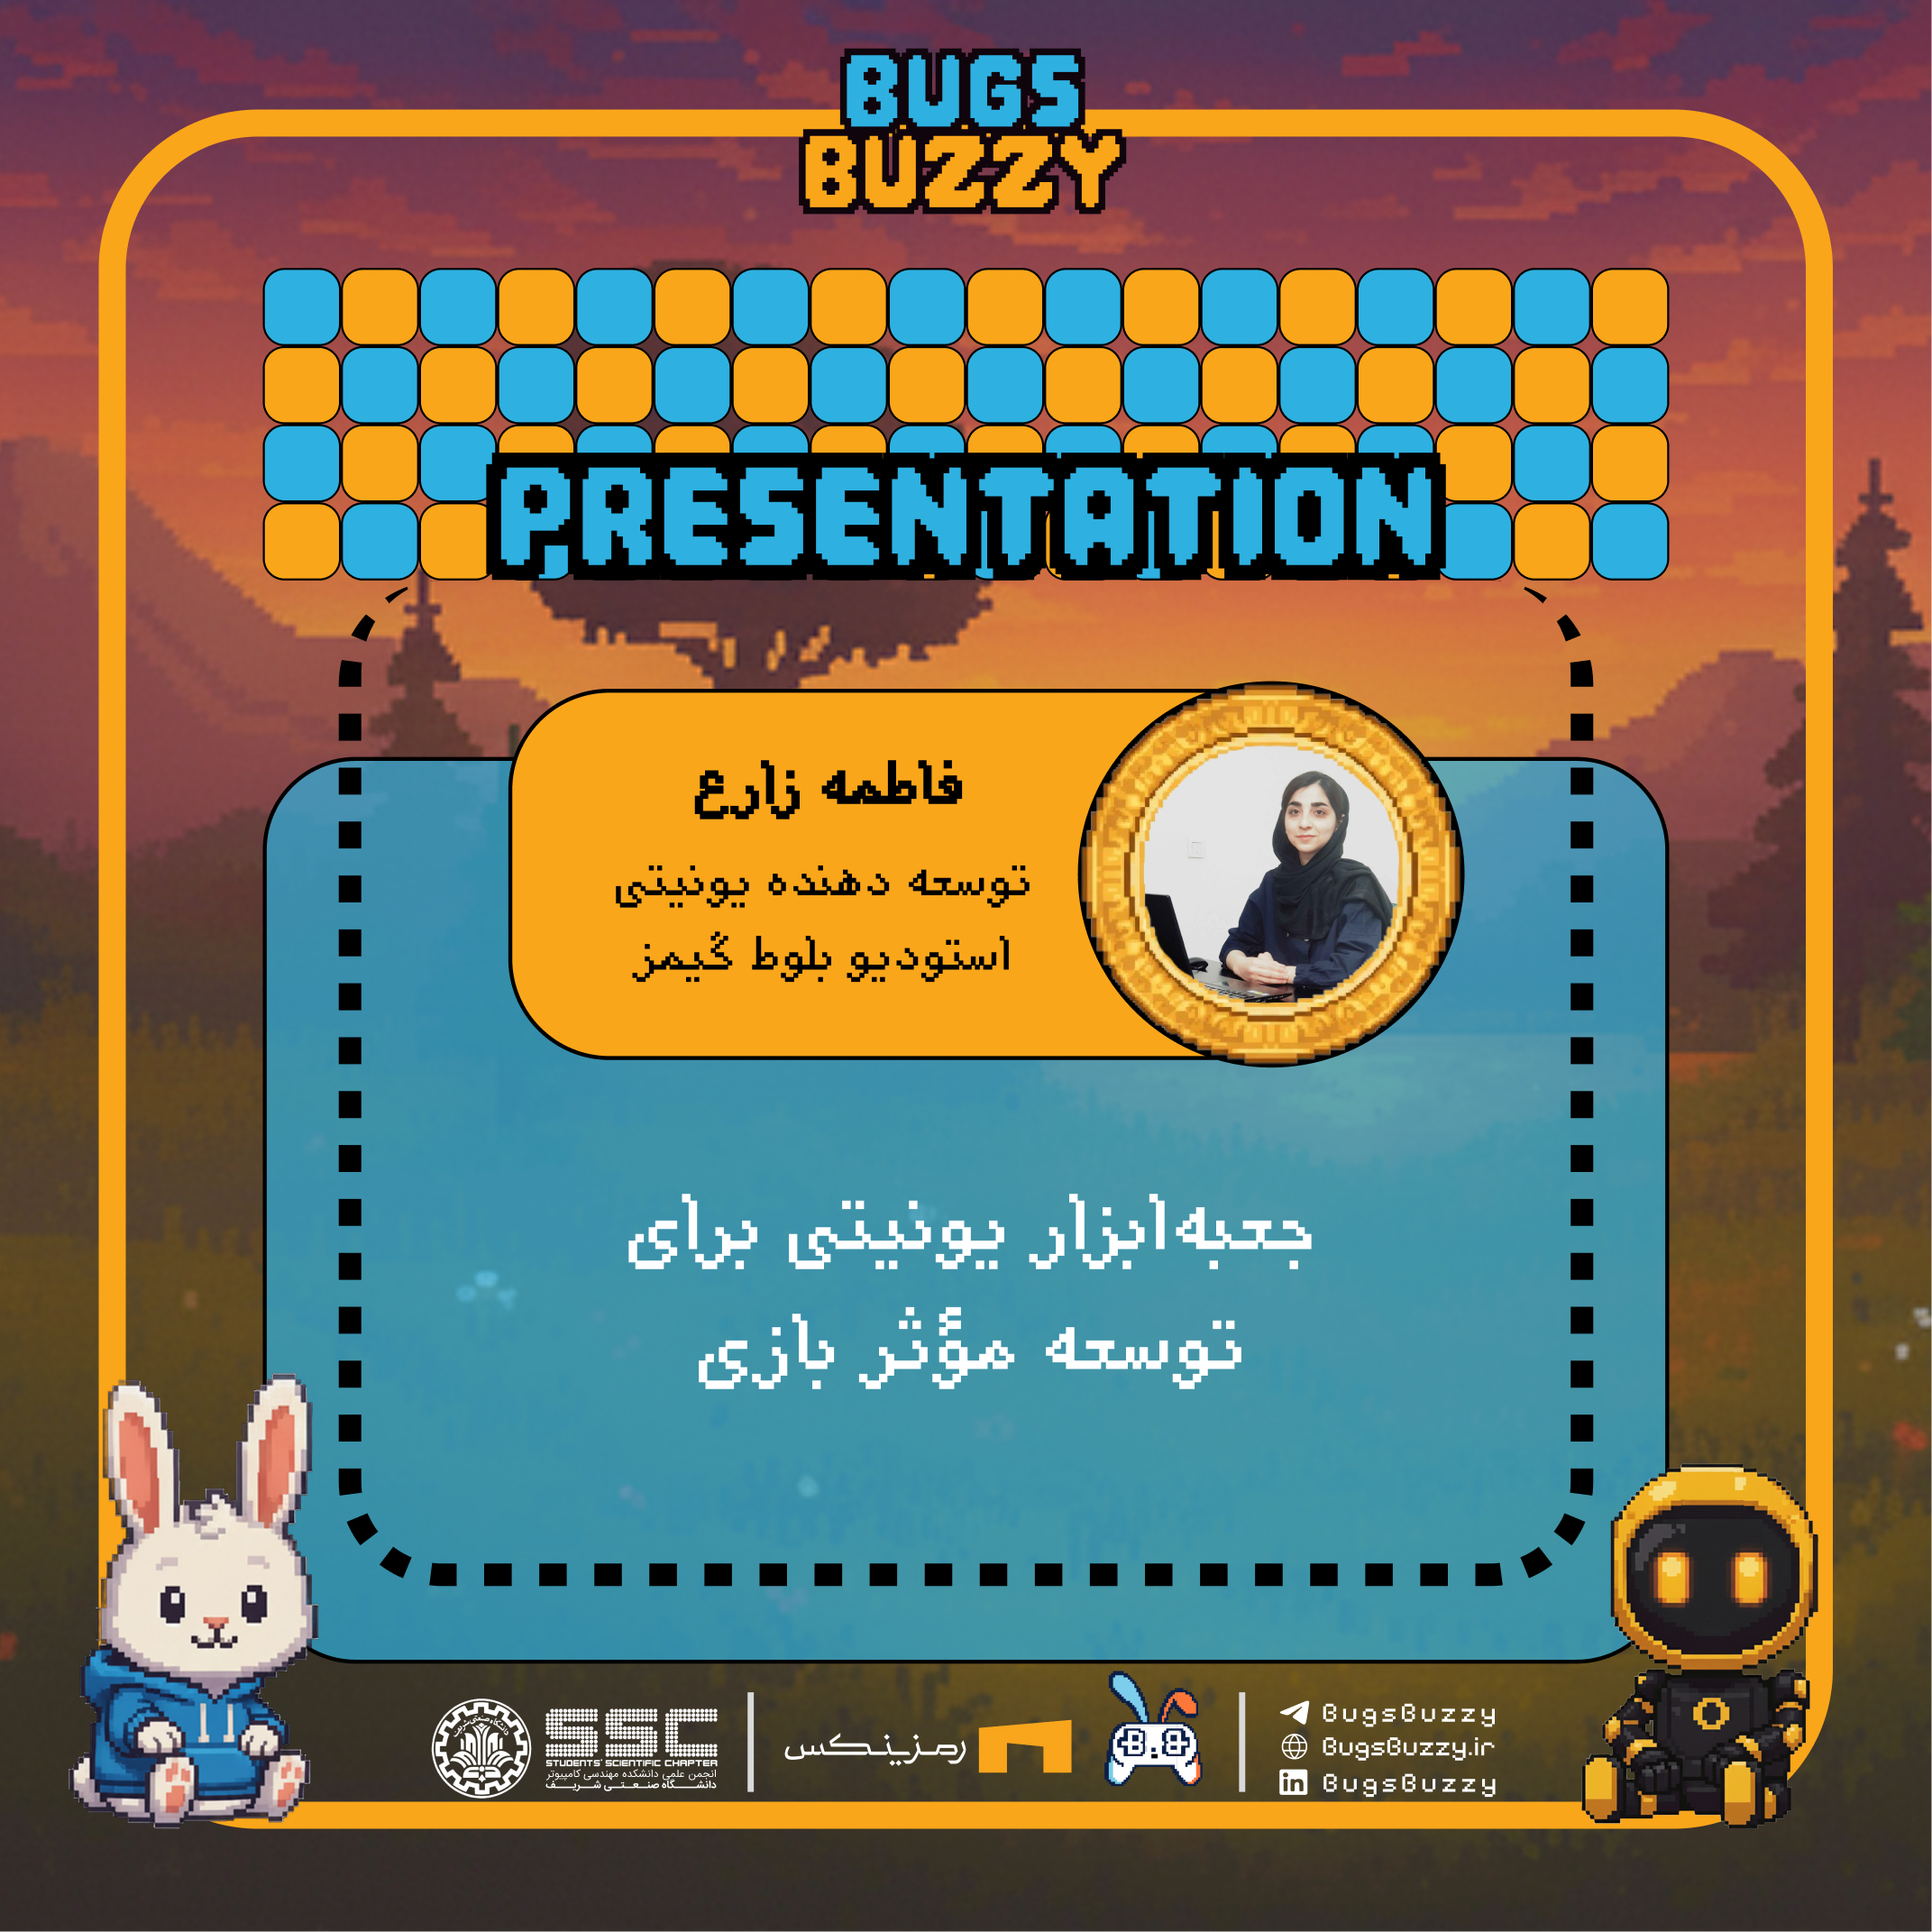 BUGS
BUZZY
PRESENTATION
فاطمه زارع
توسعه دهنده یونیتی
استودیو بلوط گیمز
جعبه‌ابزار یونیتی برای
توسعه مؤثر بازی
SSC
STUDENTS' SCIENTIFIC CHAPTER
انجمن علمی دانشکده مهندسی کامپیوتر
دانشگاه صنعتی شریف
رمزینکس
B.B
BugsBuzzy
BugsBuzzy.ir
in BugsBuzzy